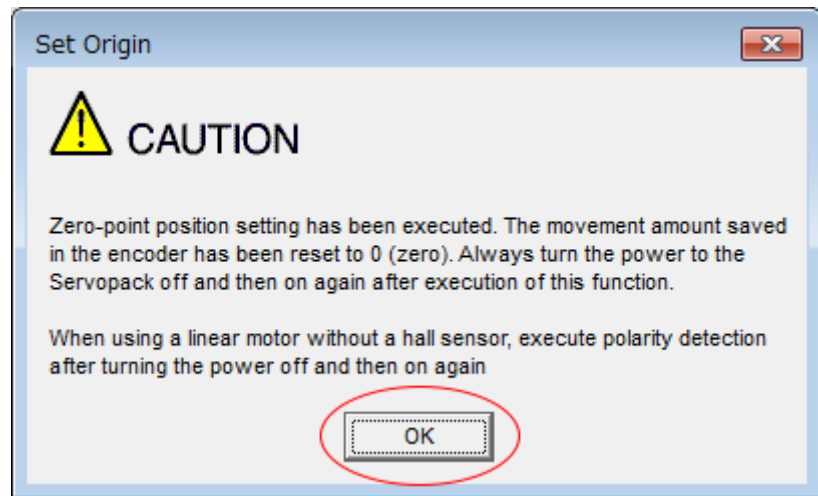 Set Origin
CAUTION
Zero-point position setting has been executed. The movement amount saved
in the encoder has been reset to 0 (zero). Always turn the power to the
Servopack off and then on again after execution of this function.
When using a linear motor without a hall sensor, execute polarity detection
after turning the power off and then on again
OK